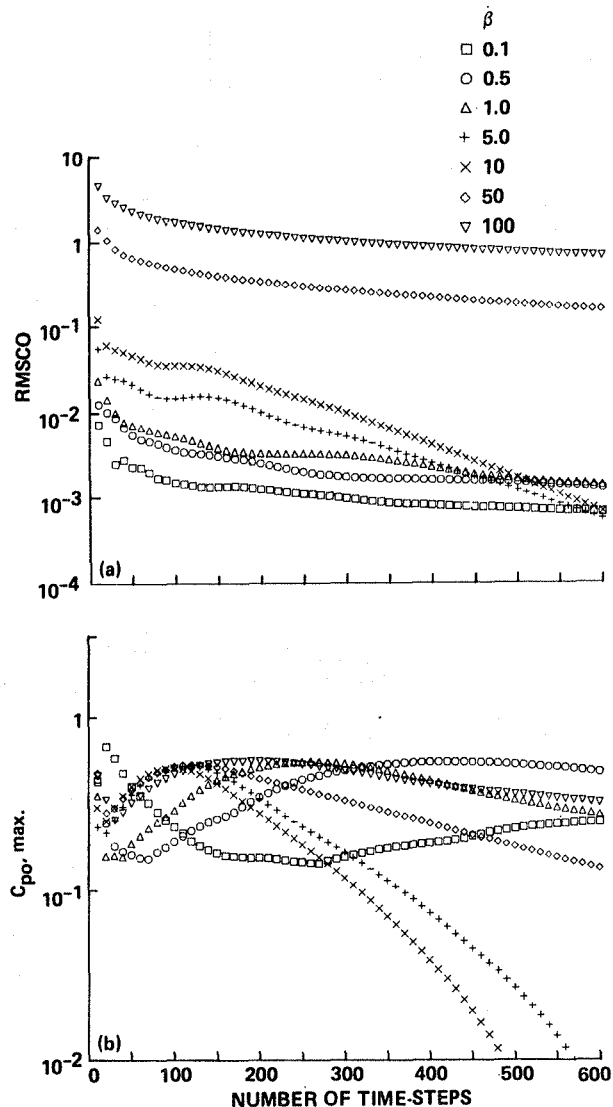 β̇
□ 0.1
○ 0.5
△ 1.0
+ 5.0
× 10
◇ 50
▽ 100
10
1
10⁻¹
10⁻²
10⁻³
10⁻⁴
RMSCO
(a)
1
10⁻¹
10⁻²
Cpo, max.
(b)
0 100 200 300 400 500 600
NUMBER OF TIME-STEPS